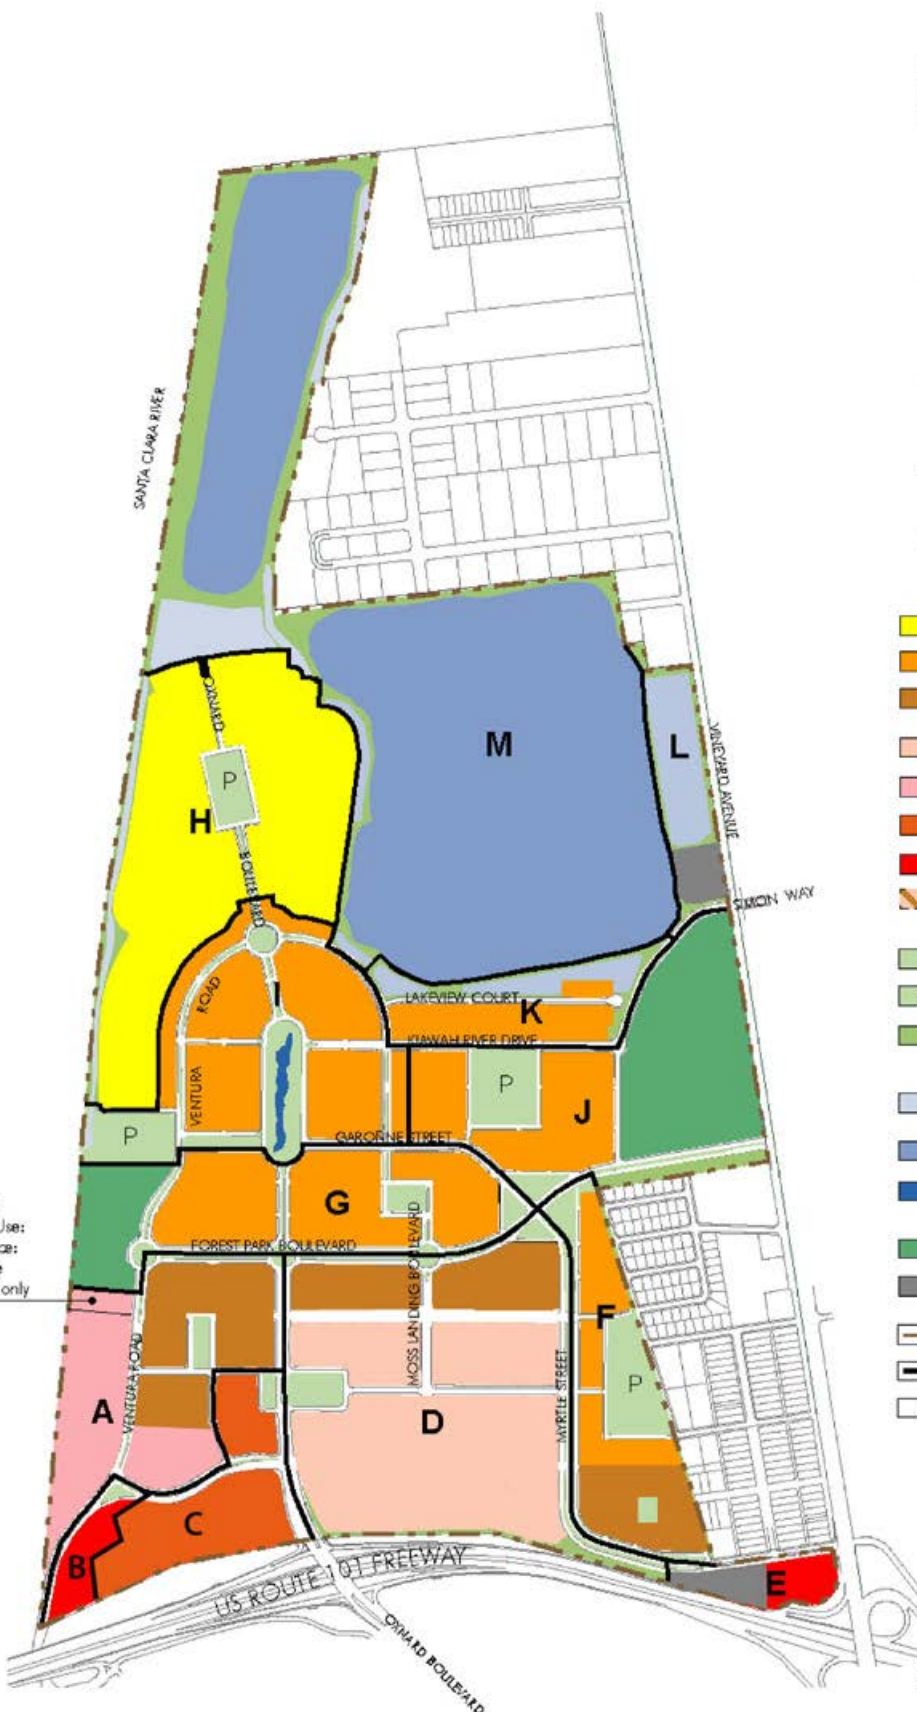 SANTA CLARA RIVER
OXNARD
M
L
VINEYARD AVENUE
P
H
BOULEVARD
SIMON WAY
ROAD
I
LAKEVIEW COURT
K
KIAWAH RIVER DRIVE
P
VENTURA
J
P
GARONNE STREET
G
MOSS LANDING BOULEVARD
Use:
FOREST PARK BOULEVARD
only
F
P
VENTURA ROAD
MYRTLE STREET
A
D
C
B
E
US ROUTE 101 FREEWAY
OXNARD BOULEVARD